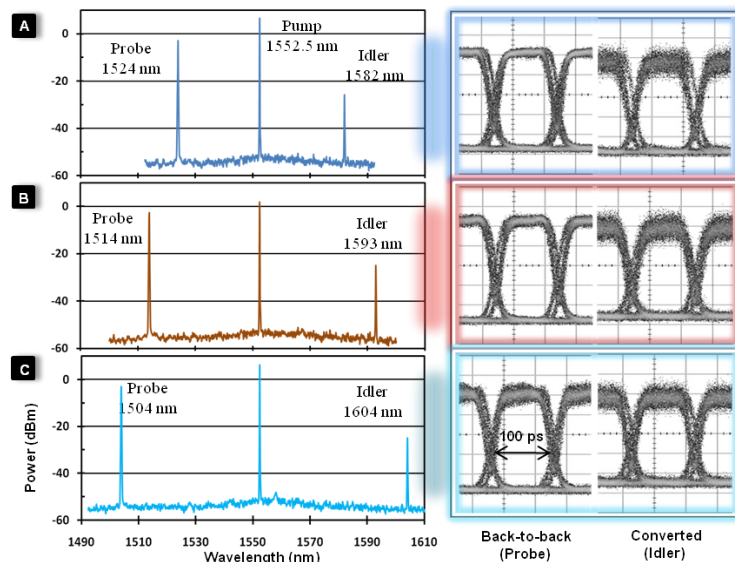 A
0
-20
-40
-60
Probe
1524 nm
Pump
1552.5 nm
Idler
1582 nm
B
0
-20
-40
-60
Probe
1514 nm
Idler
1593 nm
C
0
-20
-40
-60
Probe
1504 nm
Idler
1604 nm
Power (dBm)
1490 1510 1530 1550 1570 1590 1610
Wavelength (nm)
100 ps
Back-to-back
(Probe)
Converted
(Idler)